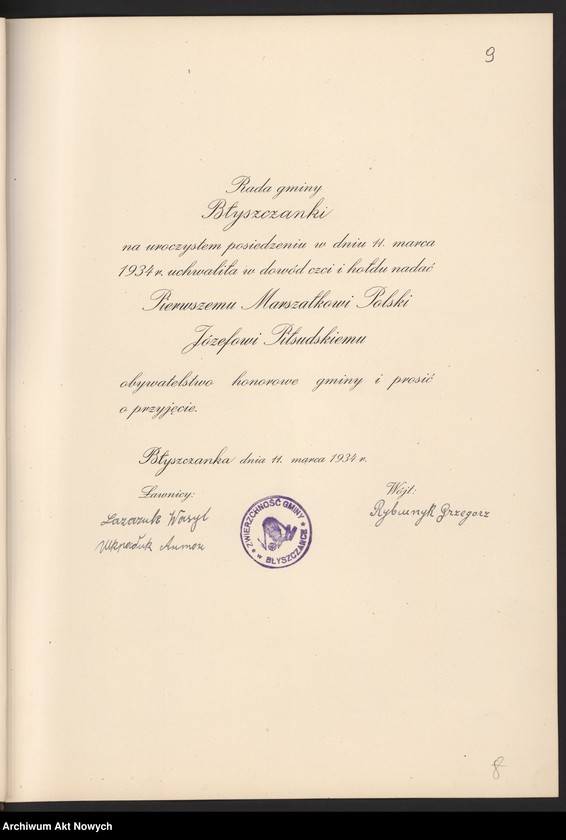 9
Rada gminy
Błyszczanki
na uroczystem posiedzeniu w dniu 11. marca
1934 r. uchwaliła w dowód czci i hołdu nadać
Pierwszemu Marszałkowi Polski
Józefowi Piłsudskiemu
obywatelstwo honorowe gminy i prosić
o przyjęcie.
Błyszczanka dnia 11. marca 1934 r.
Ławnicy:
Wójt:
Łazaruk Wasyl
Grzegorz
ZWIERZCHNOŚĆ GMINY
* w BŁYSZCZANCE *
8
Archiwum Akt Nowych